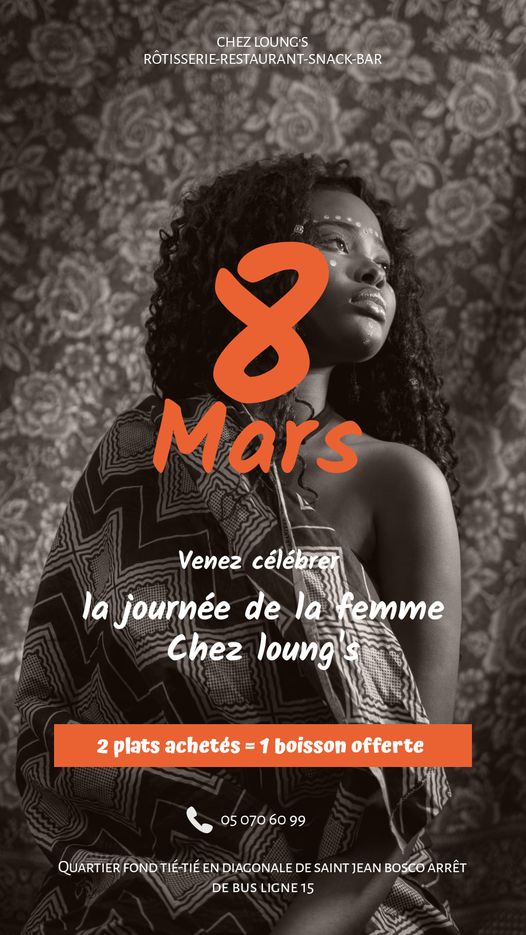 CHEZ LOUNG'S
RÔTISSERIE-RESTAURANT-SNACK-BAR
8
Mars
Venez célébrer
la journée de la femme
Chez loung's
2 plats achetés = 1 boisson offerte
05 070 60 99
QUARTIER FOND TIÉ-TIÉ EN DIAGONALE DE SAINT JEAN BOSCO ARRÊT
DE BUS LIGNE 15